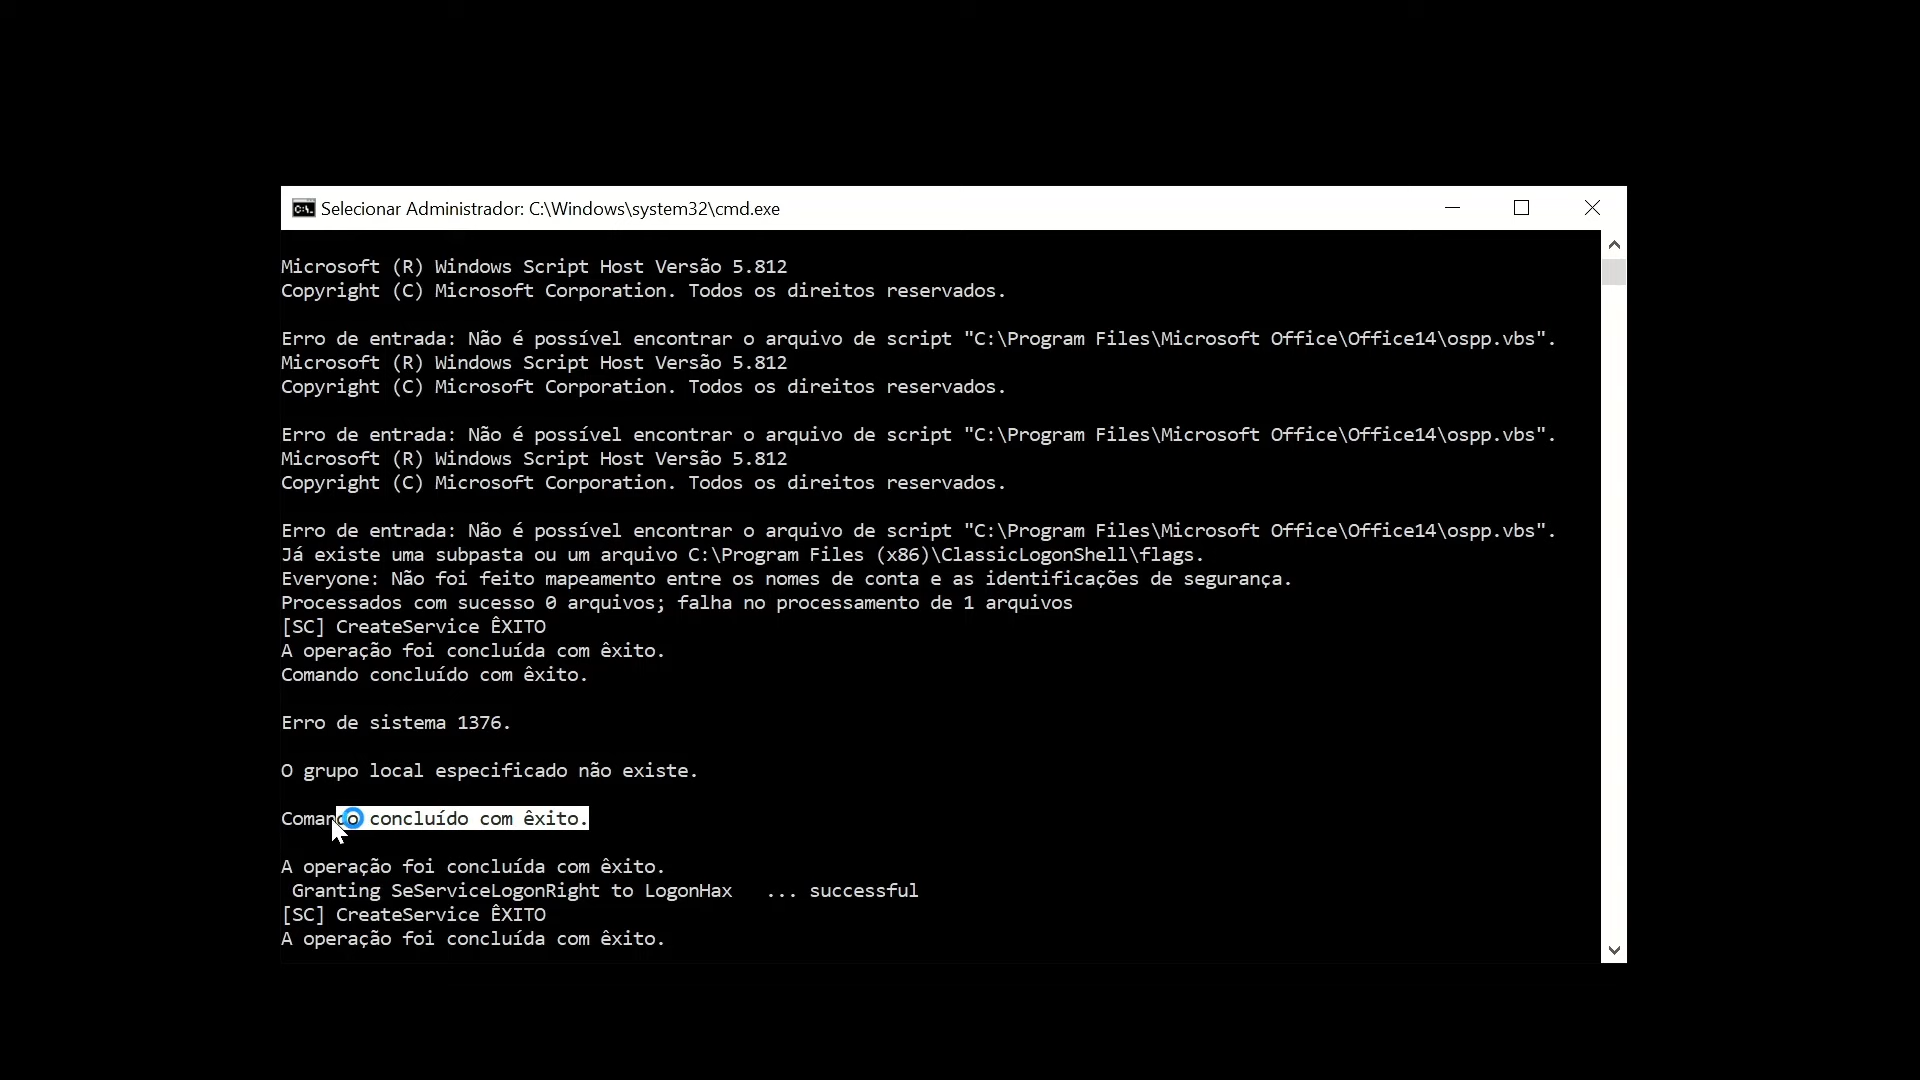 Selecionar Administrador: C:\Windows\system32\cmd.exe
Microsoft (R) Windows Script Host Versão 5.812
Copyright (C) Microsoft Corporation. Todos os direitos reservados.
Erro de entrada: Não é possível encontrar o arquivo de script "C:\Program Files\Microsoft Office\Office14\ospp.vbs".
Microsoft (R) Windows Script Host Versão 5.812
Copyright (C) Microsoft Corporation. Todos os direitos reservados.
Erro de entrada: Não é possível encontrar o arquivo de script "C:\Program Files\Microsoft Office\Office14\ospp.vbs".
Microsoft (R) Windows Script Host Versão 5.812
Copyright (C) Microsoft Corporation. Todos os direitos reservados.
Erro de entrada: Não é possível encontrar o arquivo de script "C:\Program Files\Microsoft Office\Office14\ospp.vbs".
Já existe uma subpasta ou um arquivo C:\Program Files (x86)\ClassicLogonShell\flags.
Everyone: Não foi feito mapeamento entre os nomes de conta e as identificações de segurança.
Processados com sucesso 0 arquivos; falha no processamento de 1 arquivos
[SC] CreateService ÊXITO
A operação foi concluída com êxito.
Comando concluído com êxito.
Erro de sistema 1376.
O grupo local especificado não existe.
Comando concluído com êxito.
A operação foi concluída com êxito.
Granting SeServiceLogonRight to LogonHax ... successful
[SC] CreateService ÊXITO
A operação foi concluída com êxito.